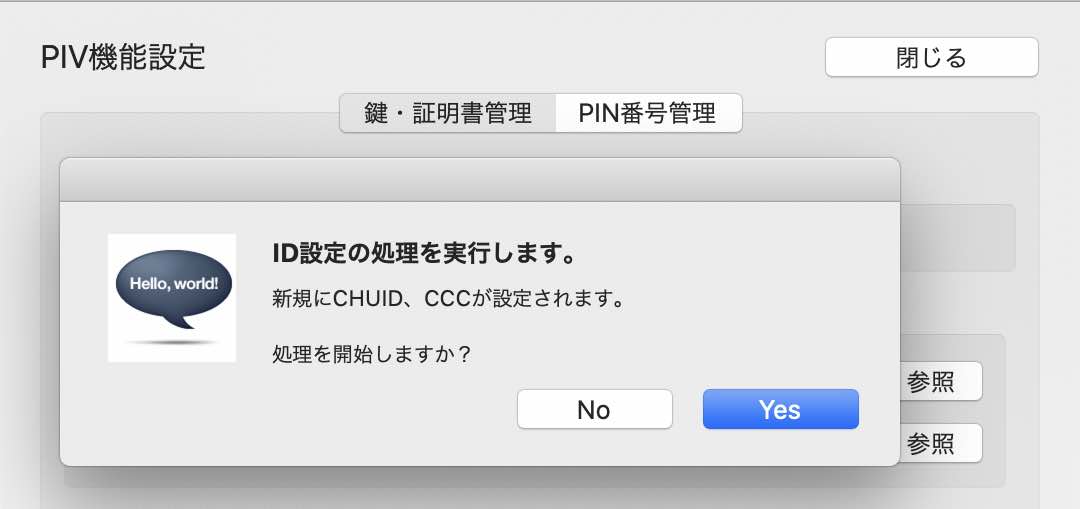 PIV機能設定
閉じる
鍵・証明書管理
PIN番号管理
Hello, world!
ID設定の処理を実行します。
新規にCHUID、CCCが設定されます。
処理を開始しますか？
No
Yes
参照
参照